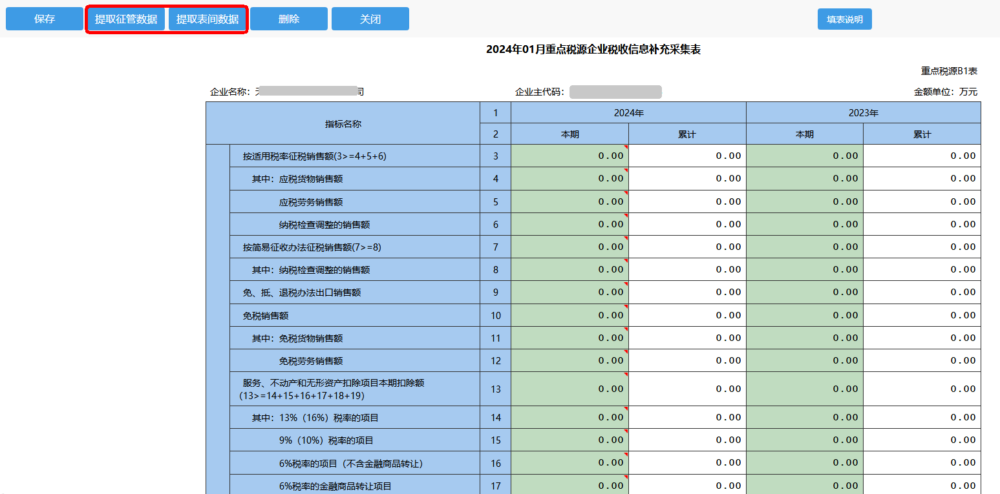 保存 提取征管数据 提取表间数据 删除 关闭 填表说明
2024年01月重点税源企业税收信息补充采集表
重点税源B1表
企业名称： 司 企业主代码： 金额单位：万元
指标名称 1 2024年 2023年
2 本期 累计 本期 累计
按适用税率征税销售额(3>=4+5+6) 3 0.00 0.00 0.00 0.00
其中：应税货物销售额 4 0.00 0.00 0.00 0.00
应税劳务销售额 5 0.00 0.00 0.00 0.00
纳税检查调整的销售额 6 0.00 0.00 0.00 0.00
按简易征收办法征税销售额(7>=8) 7 0.00 0.00 0.00 0.00
其中：纳税检查调整的销售额 8 0.00 0.00 0.00 0.00
免、抵、退税办法出口销售额 9 0.00 0.00 0.00 0.00
免税销售额 10 0.00 0.00 0.00 0.00
其中：免税货物销售额 11 0.00 0.00 0.00 0.00
免税劳务销售额 12 0.00 0.00 0.00 0.00
服务、不动产和无形资产扣除项目本期扣除额
（13>=14+15+16+17+18+19） 13 0.00 0.00 0.00 0.00
其中：13%（16%）税率的项目 14 0.00 0.00 0.00 0.00
9%（10%）税率的项目 15 0.00 0.00 0.00 0.00
6%税率的项目（不含金融商品转让） 16 0.00 0.00 0.00 0.00
6%税率的金融商品转让项目 17 0.00 0.00 0.00 0.00